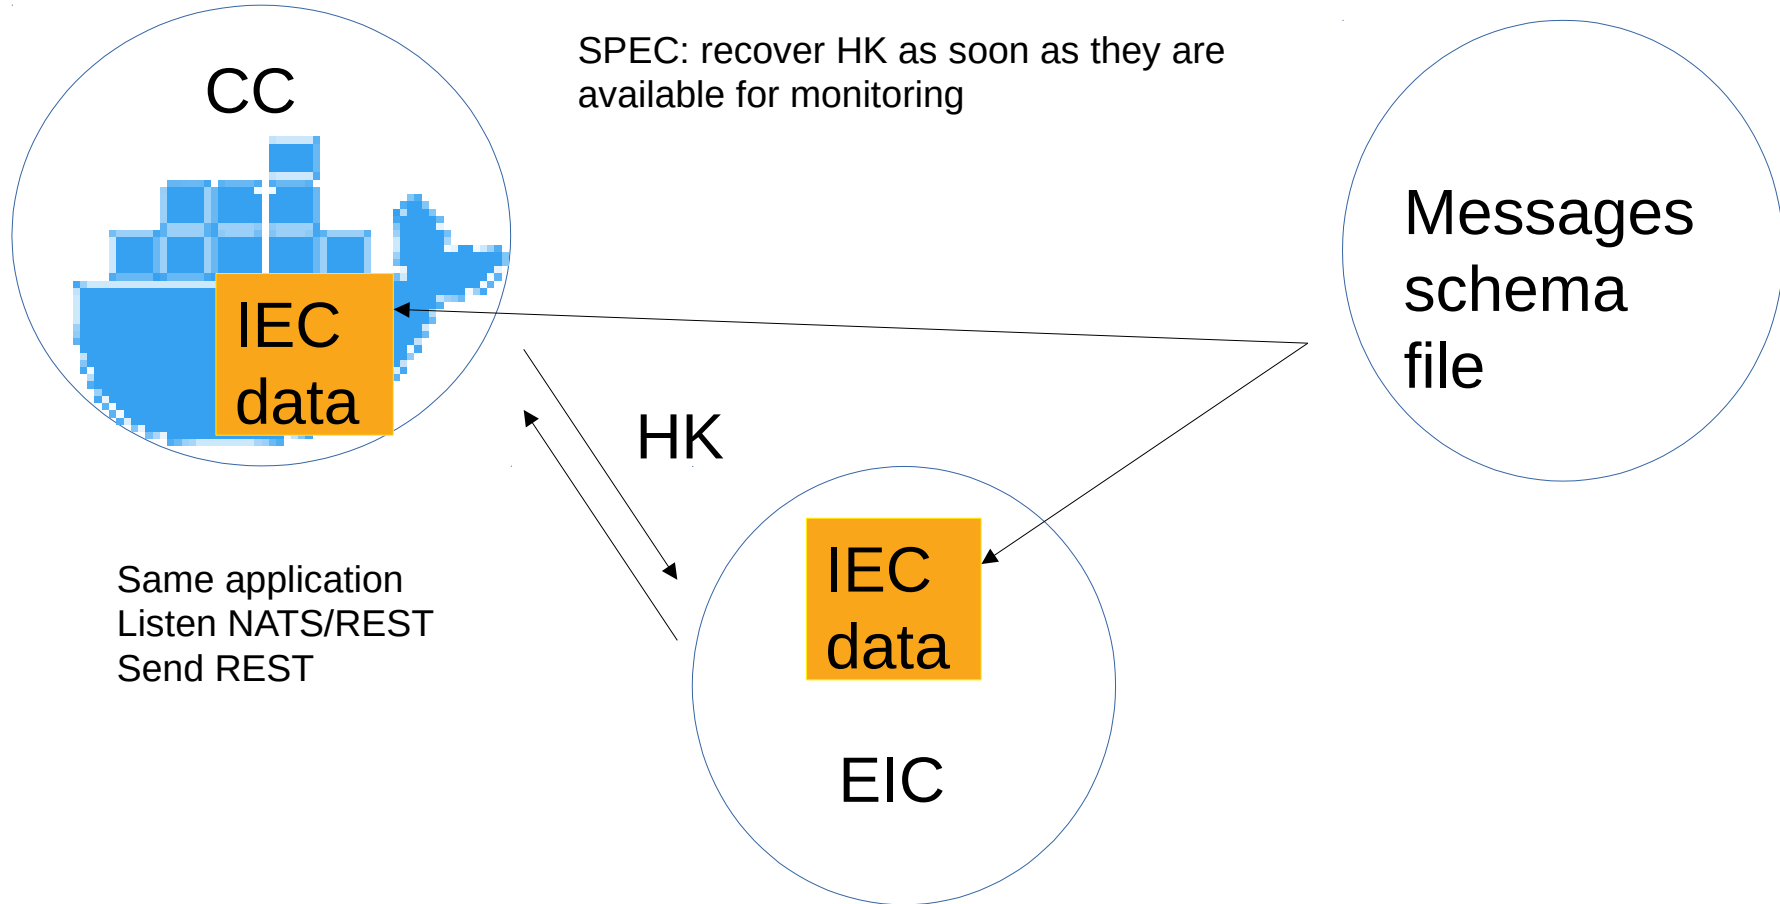 CC
SPEC: recover HK as soon as they are
available for monitoring
Messages
schema
file
IEC
data
HK
Same application
Listen NATS/REST
Send REST
IEC
data
EIC